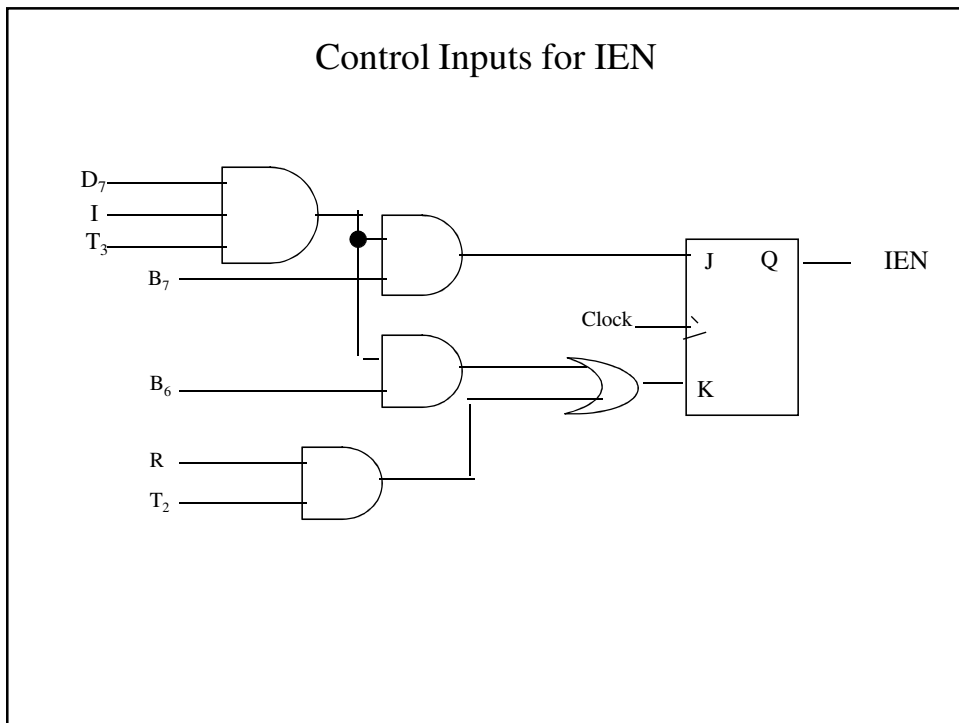 Control Inputs for IEN
D₇
I
T₃
B₇
J Q IEN
Clock
B₆
K
R
T₂